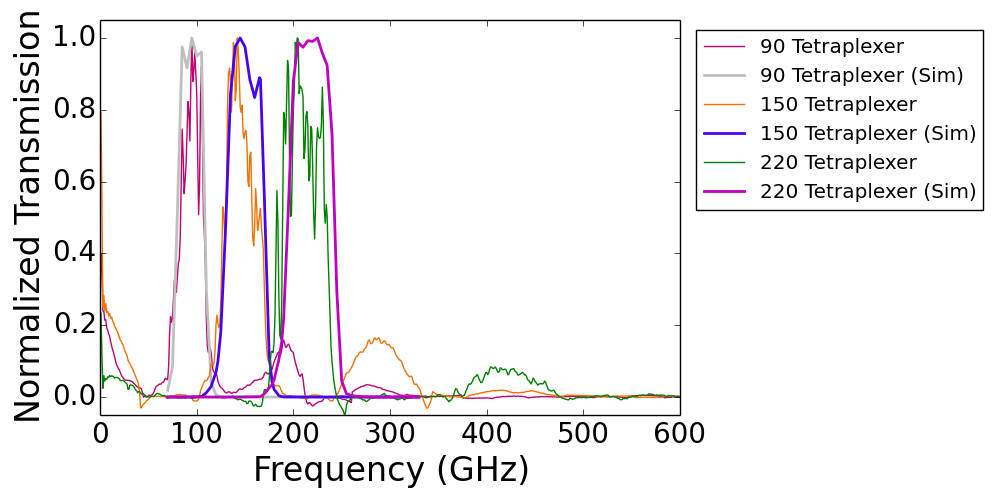 Normalized Transmission
1.0
0.8
0.6
0.4
0.2
0.0
0 100 200 300 400 500 600
Frequency (GHz)
90 Tetraplexer
90 Tetraplexer (Sim)
150 Tetraplexer
150 Tetraplexer (Sim)
220 Tetraplexer
220 Tetraplexer (Sim)